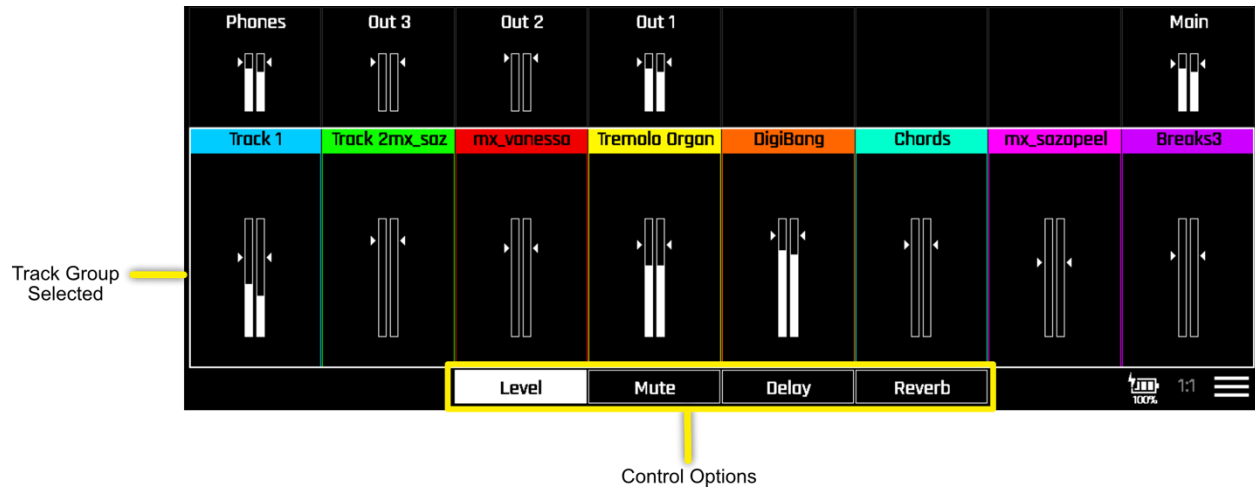 Phones Out 3 Out 2 Out 1 Main
Track 1 Track 2mx_saz mx_vanessa Tremolo Organ DigiBang Chords mx_sazapeel Breaks3
Track Group
Selected
Level Mute Delay Reverb 100% 1:1
Control Options